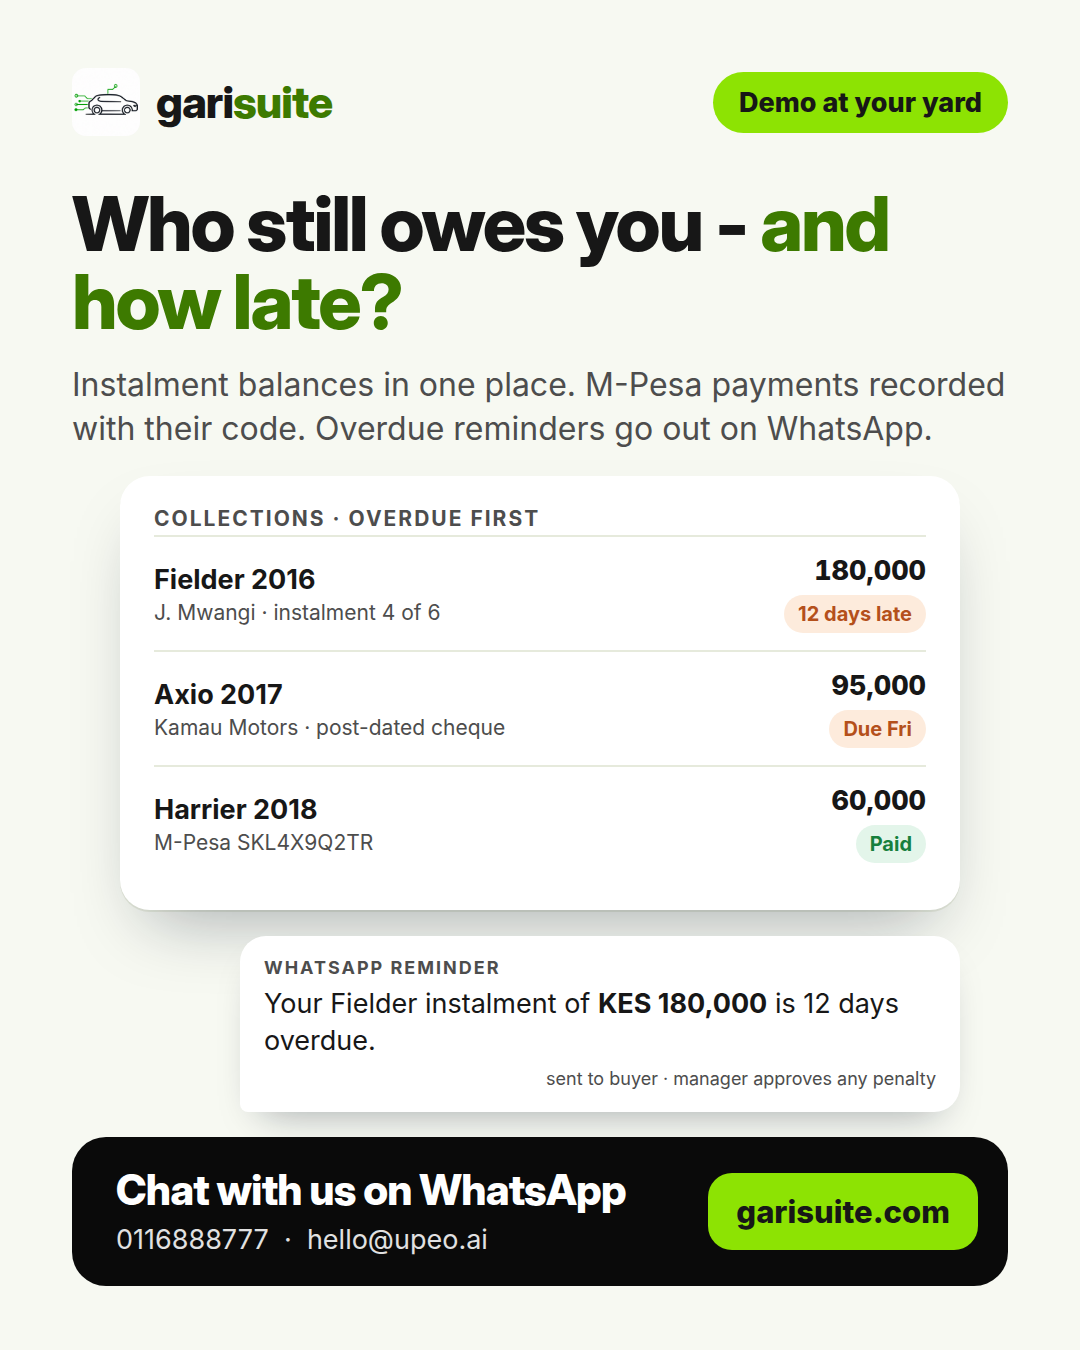 garisuite
Demo at your yard
Who still owes you - and
how late?
Instalment balances in one place. M-Pesa payments recorded
with their code. Overdue reminders go out on WhatsApp.
COLLECTIONS · OVERDUE FIRST
Fielder 2016
180,000
J. Mwangi · instalment 4 of 6
12 days late
Axio 2017
95,000
Kamau Motors · post-dated cheque
Due Fri
Harrier 2018
60,000
M-Pesa SKL4X9Q2TR
Paid
WHATSAPP REMINDER
Your Fielder instalment of KES 180,000 is 12 days
overdue.
sent to buyer · manager approves any penalty
Chat with us on WhatsApp
0116888777 · hello@upeo.ai
garisuite.com